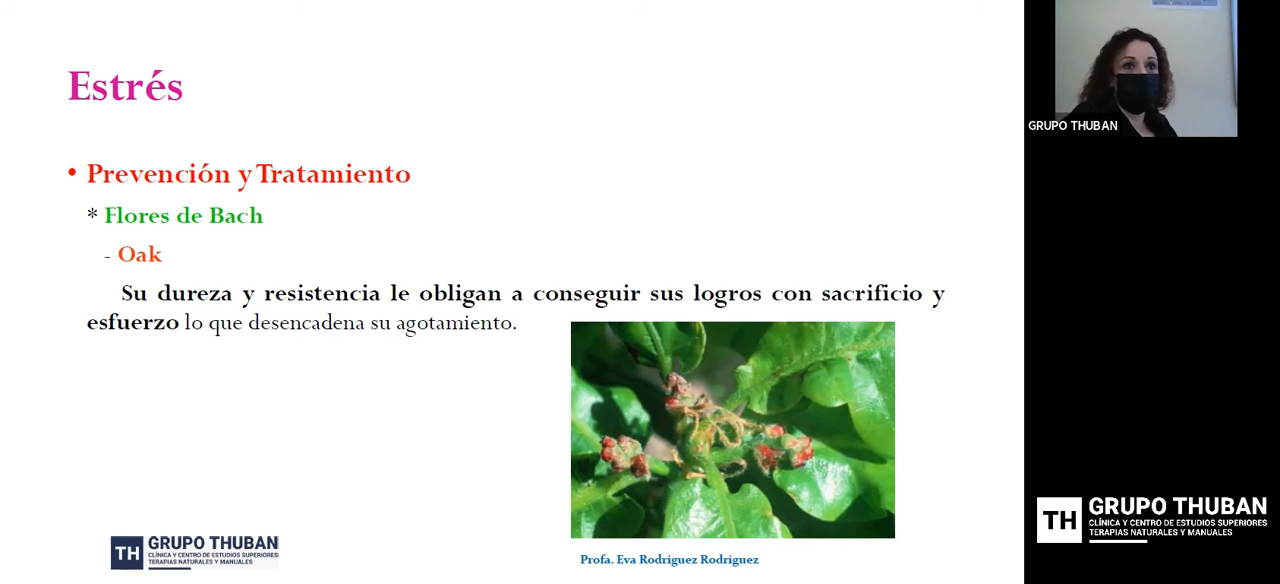 Estrés
• Prevención y Tratamiento
* Flores de Bach
- Oak
Su dureza y resistencia le obligan a conseguir sus logros con sacrificio y
esfuerzo lo que desencadena su agotamiento.
TH GRUPO THUBAN
CLÍNICA Y CENTRO DE ESTUDIOS SUPERIORES
TERAPIAS NATURALES Y MANUALES
Profa. Eva Rodríguez Rodríguez
GRUPO THUBAN
TH GRUPO THUBAN
CLÍNICA Y CENTRO DE ESTUDIOS SUPERIORES
TERAPIAS NATURALES Y MANUALES